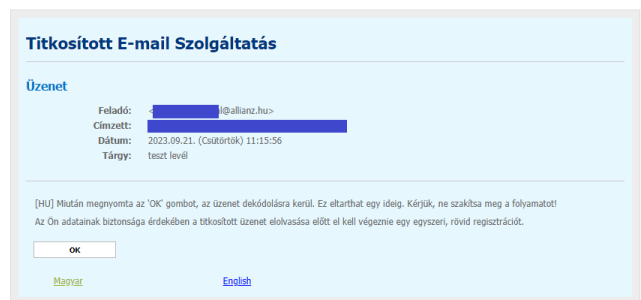 Titkosított E-mail Szolgáltatás
Üzenet
Feladó: < l@allianz.hu>
Címzett:
Dátum: 2023.09.21. (Csütörtök) 11:15:56
Tárgy: teszt levél
[HU] Miután megnyomta az 'OK' gombot, az üzenet dekódolásra kerül. Ez eltarthat egy ideig. Kérjük, ne szakítsa meg a folyamatot!
Az Ön adatainak biztonsága érdekében a titkosított üzenet elolvasása előtt el kell végeznie egy egyszeri, rövid regisztrációt.
OK
Magyar English